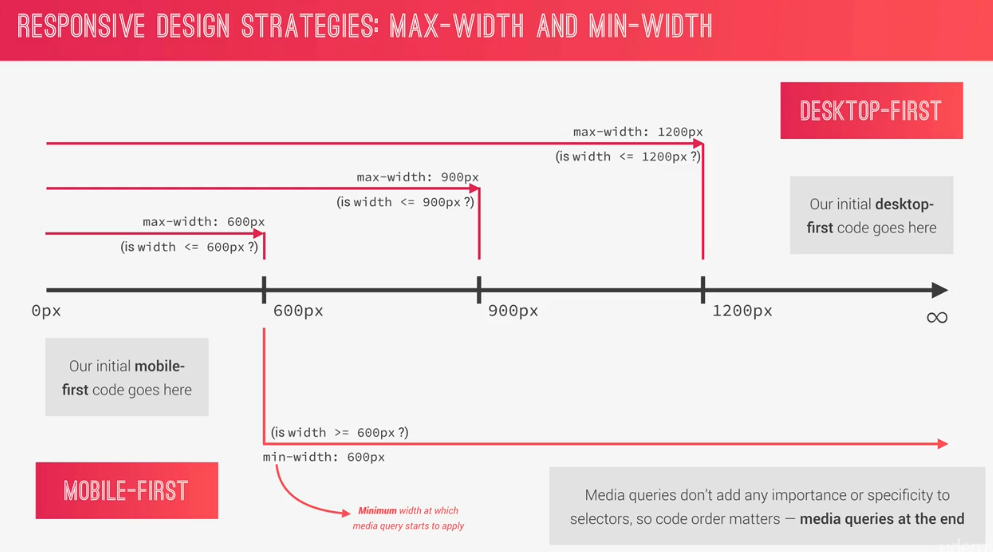 RESPONSIVE DESIGN STRATEGIES: MAX-WIDTH AND MIN-WIDTH
DESKTOP-FIRST
max-width: 1200px
(is width <= 1200px ?)
max-width: 900px
(is width <= 900px ?)
max-width: 600px
(is width <= 600px ?)
Our initial desktop-
first code goes here
0px
600px
900px
1200px
∞
Our initial mobile-
first code goes here
(is width >= 600px ?)
min-width: 600px
MOBILE-FIRST
Minimum width at which
media query starts to apply
Media queries don't add any importance or specificity to
selectors, so code order matters — media queries at the end